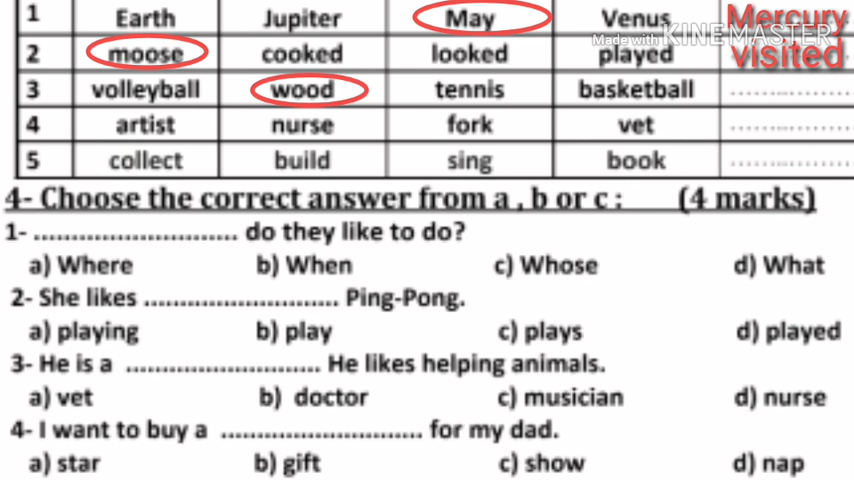 1 Earth Jupiter May Venus Mercury
Made with KINEMASTER
2 moose cooked looked played visited
3 volleyball wood tennis basketball ..................
4 artist nurse fork vet ..................
5 collect build sing book ..................
4- Choose the correct answer from a , b or c : (4 marks)
1- ............................ do they like to do?
a) Where b) When c) Whose d) What
2- She likes ........................... Ping-Pong.
a) playing b) play c) plays d) played
3- He is a ........................... He likes helping animals.
a) vet b) doctor c) musician d) nurse
4- I want to buy a ............................ for my dad.
a) star b) gift c) show d) nap